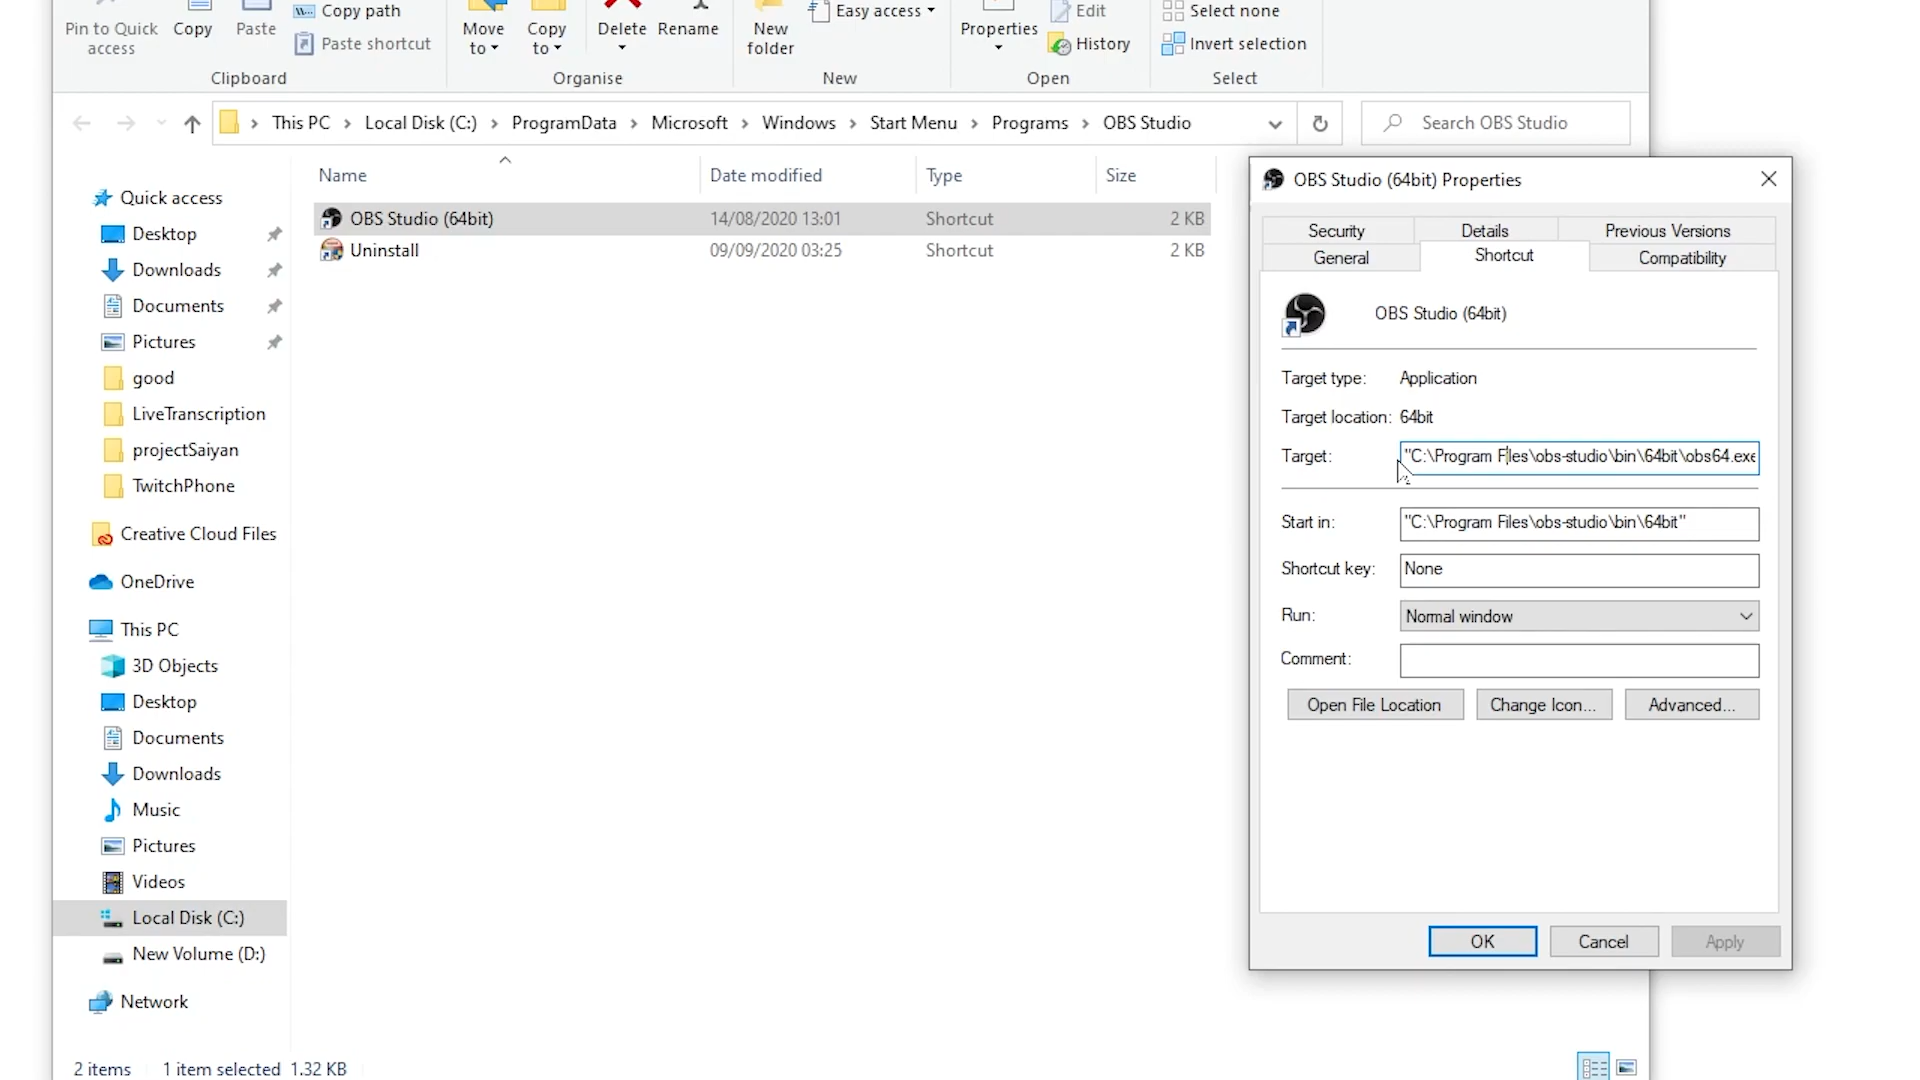 Pin to Quick
access
Copy
Paste
Copy path
Paste shortcut
Move
to
Copy
to
Delete
Rename
New
folder
Easy access
Properties
Edit
History
Select none
Invert selection
Clipboard
Organise
New
Open
Select
This PC
Local Disk (C:)
ProgramData
Microsoft
Windows
Start Menu
Programs
OBS Studio
Search OBS Studio
Name
Date modified
Type
Size
OBS Studio (64bit)
14/08/2020 13:01
Shortcut
2 KB
Uninstall
09/09/2020 03:25
Shortcut
2 KB
Quick access
Desktop
Downloads
Documents
Pictures
good
LiveTranscription
projectSaiyan
TwitchPhone
Creative Cloud Files
OneDrive
This PC
3D Objects
Desktop
Documents
Downloads
Music
Pictures
Videos
Local Disk (C:)
New Volume (D:)
Network
2 items
1 item selected 1.32 KB
OBS Studio (64bit) Properties
Security
Details
Previous Versions
General
Shortcut
Compatibility
OBS Studio (64bit)
Target type: Application
Target location: 64bit
Target: "C:\Program Files\obs-studio\bin\64bit\obs64.exe
Start in: "C:\Program Files\obs-studio\bin\64bit"
Shortcut key: None
Run: Normal window
Comment:
Open File Location
Change Icon...
Advanced...
OK
Cancel
Apply